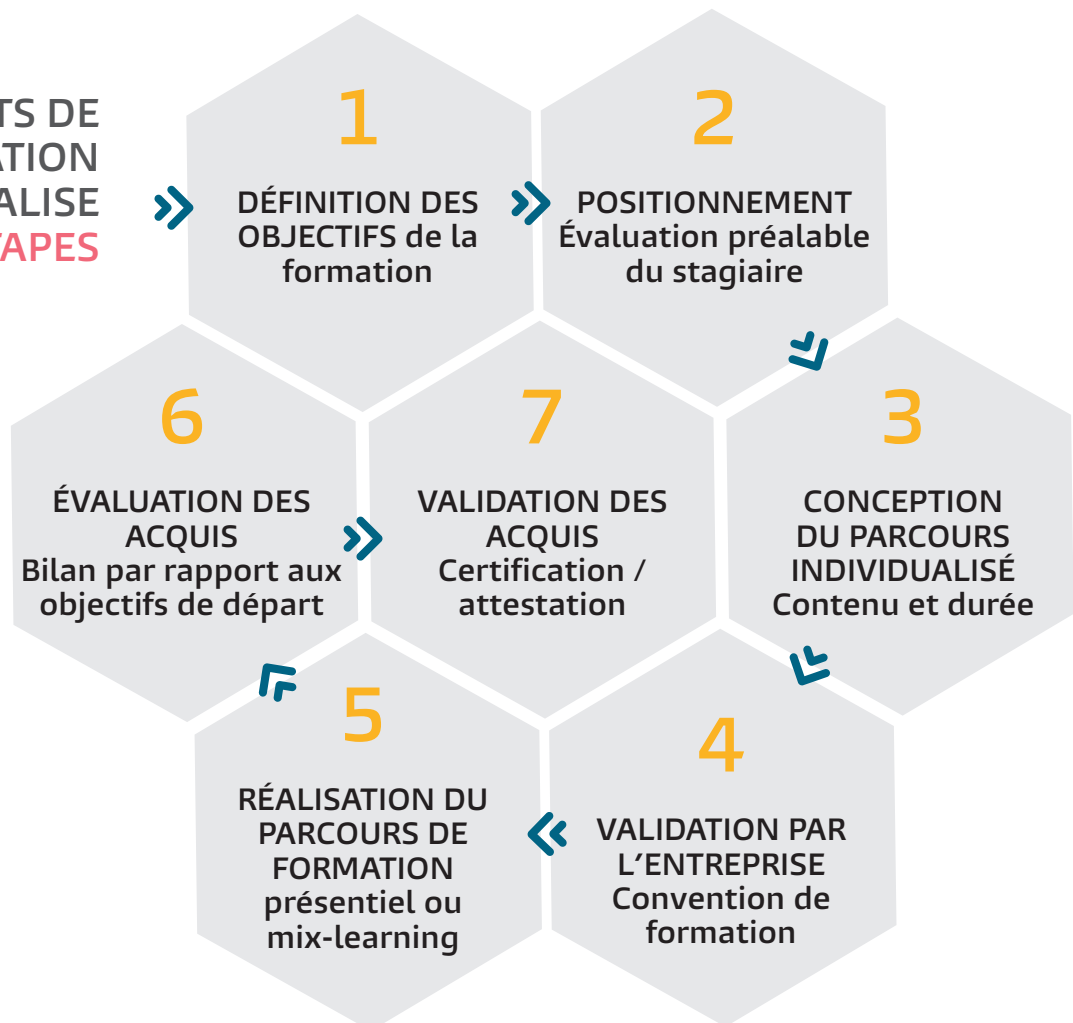 TS DE
ATION
ALISE
TAPES
1
DÉFINITION DES
OBJECTIFS de la
formation
2
POSITIONNEMENT
Évaluation préalable
du stagiaire
3
CONCEPTION
DU PARCOURS
INDIVIDUALISÉ
Contenu et durée
4
VALIDATION PAR
L’ENTREPRISE
Convention de
formation
5
RÉALISATION DU
PARCOURS DE
FORMATION
présentiel ou
mix-learning
6
ÉVALUATION DES
ACQUIS
Bilan par rapport aux
objectifs de départ
7
VALIDATION DES
ACQUIS
Certification /
attestation